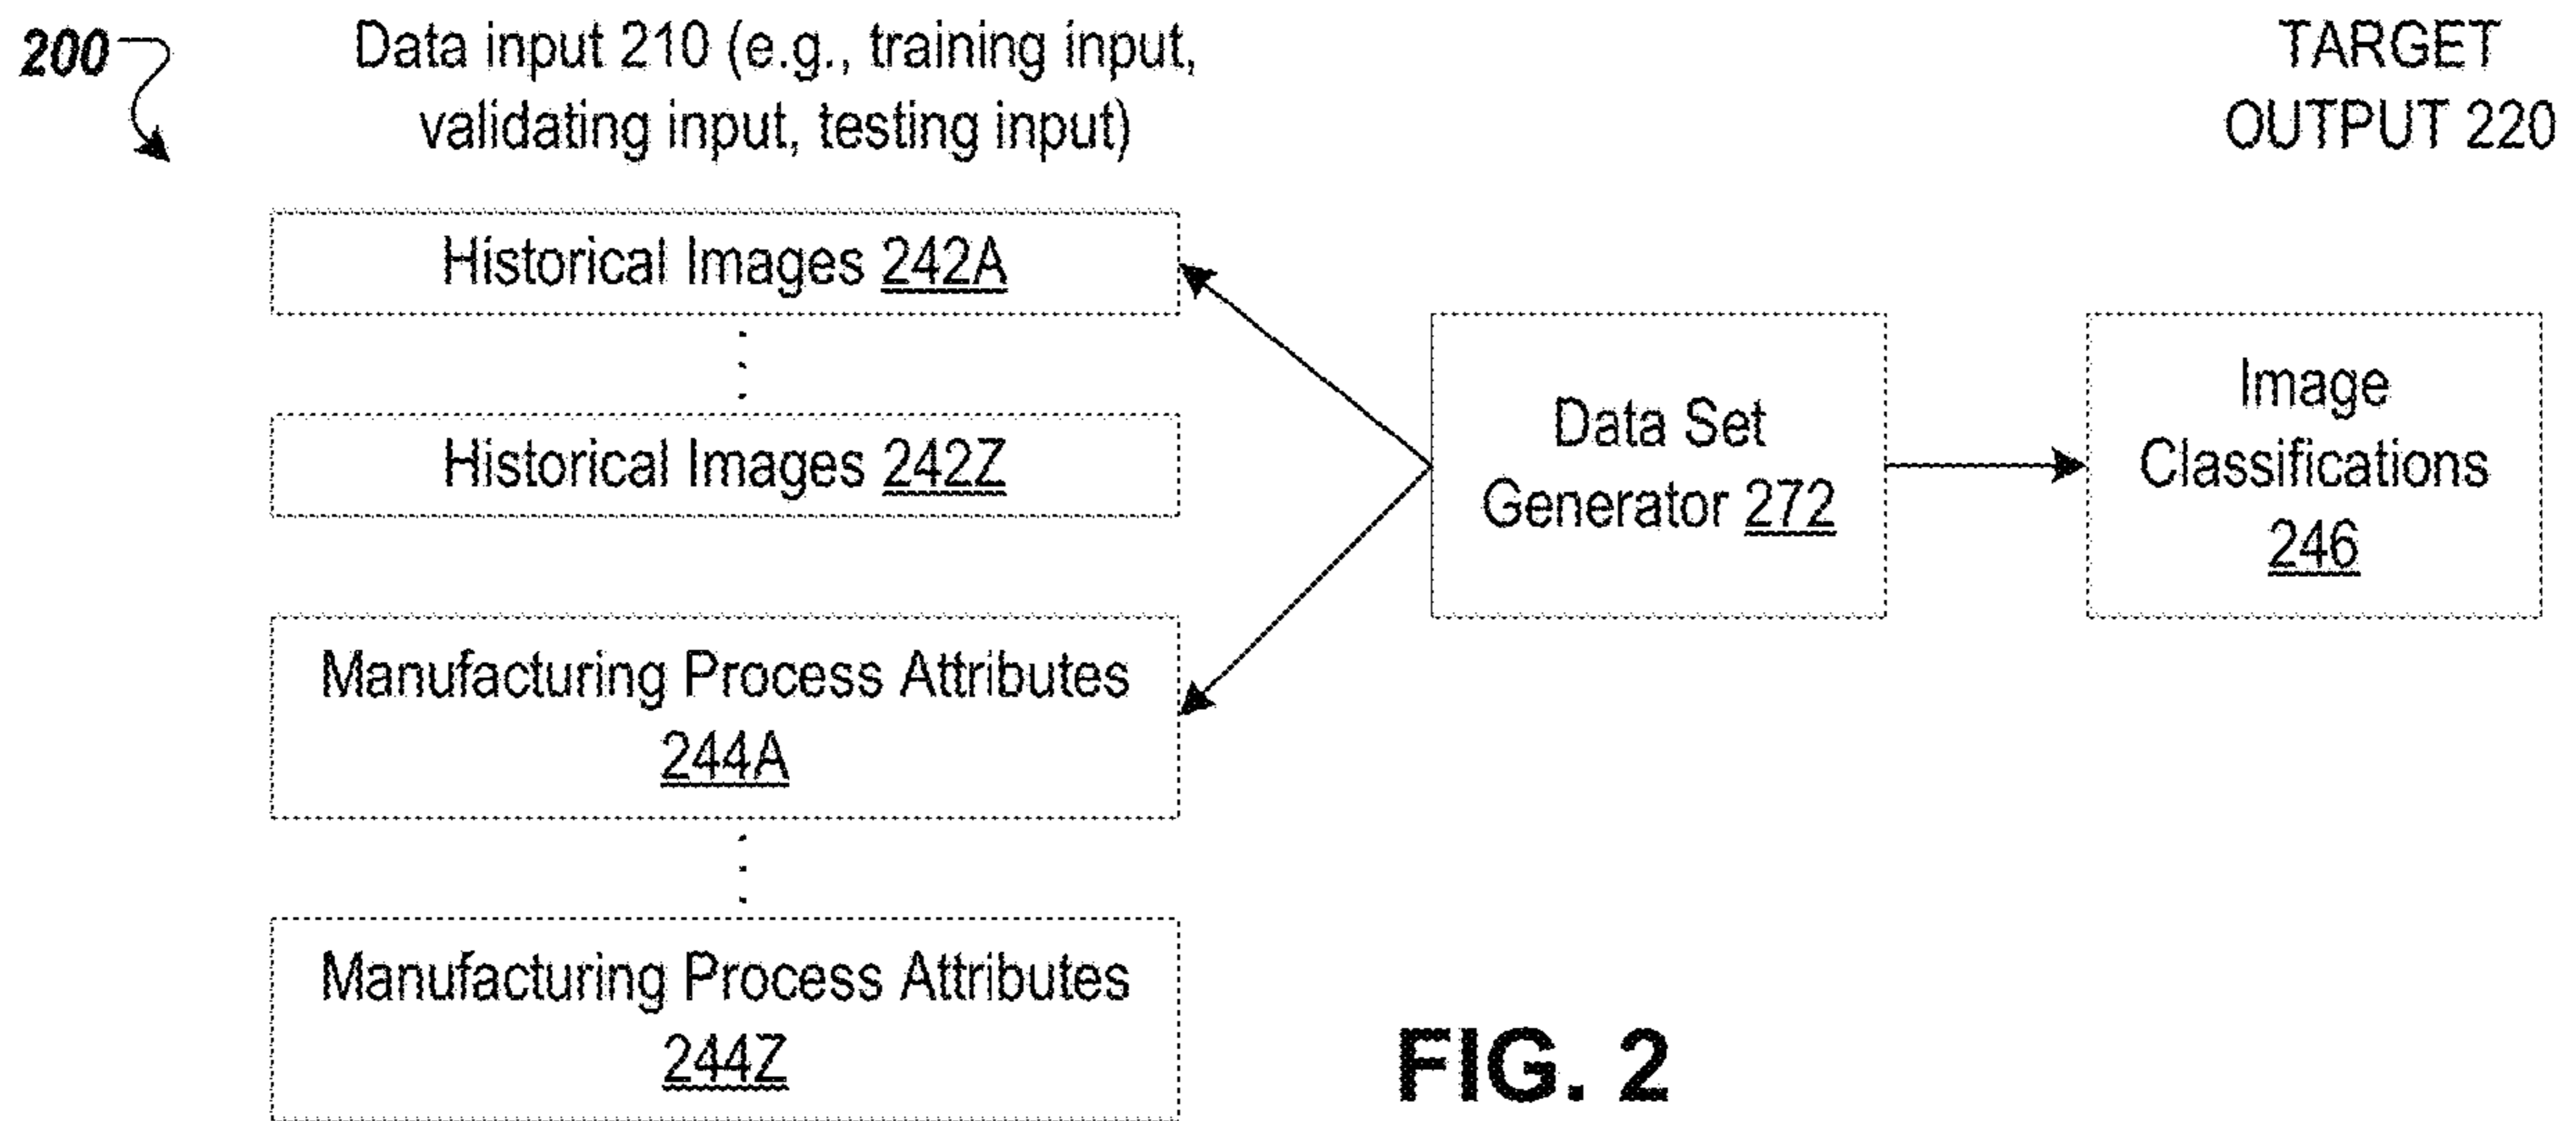 200
Data input 210 (e.g., training input,
validating input, testing input)
TARGET
OUTPUT 220
Historical Images 242A
Historical Images 242Z
Manufacturing Process Attributes
244A
Manufacturing Process Attributes
244Z
Data Set
Generator 272
Image
Classifications
246
FIG. 2